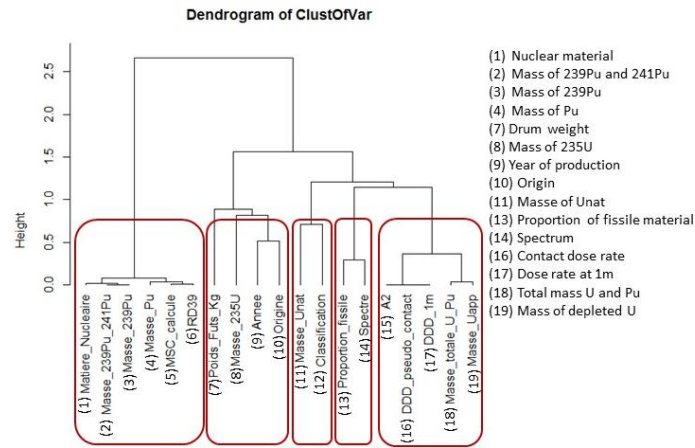 Dendrogram of ClustOfVar
Height
2.5
2.0
1.5
1.0
0.5
0.0
(1) Matiere_Nucleaire
(2) Masse_239Pu_241Pu
(3) Masse_239Pu
(4) Masse_Pu
(5) MSC_calcule
(6) RD39
(7) Poids_Futs_Kg
(8) Masse_235U
(9) Annee
(10) Origine
(11) Masse_Unat
(12) Classification
(13) Proportion_fissile
(14) Spectre
(15) A2
(16) DDD_pseudo_contact
(17) DDD_1m
(18) Masse_totale_U_Pu
(19) Masse_Uapp
(1) Nuclear material
(2) Mass of 239Pu and 241Pu
(3) Mass of 239Pu
(4) Mass of Pu
(7) Drum weight
(8) Mass of 235U
(9) Year of production
(10) Origin
(11) Masse of Unat
(13) Proportion of fissile material
(14) Spectrum
(16) Contact dose rate
(17) Dose rate at 1m
(18) Total mass U and Pu
(19) Mass of depleted U